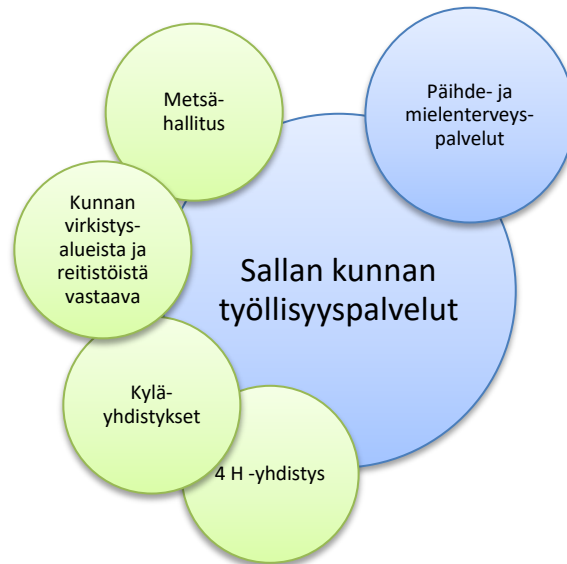 Metsä-
hallitus
Päihde- ja
mielenterveys-
palvelut
Kunnan
virkistys-
alueista ja
reitistöistä
vastaava
Sallan kunnan
työllisyyspalvelut
Kylä-
yhdistykset
4 H -yhdistys